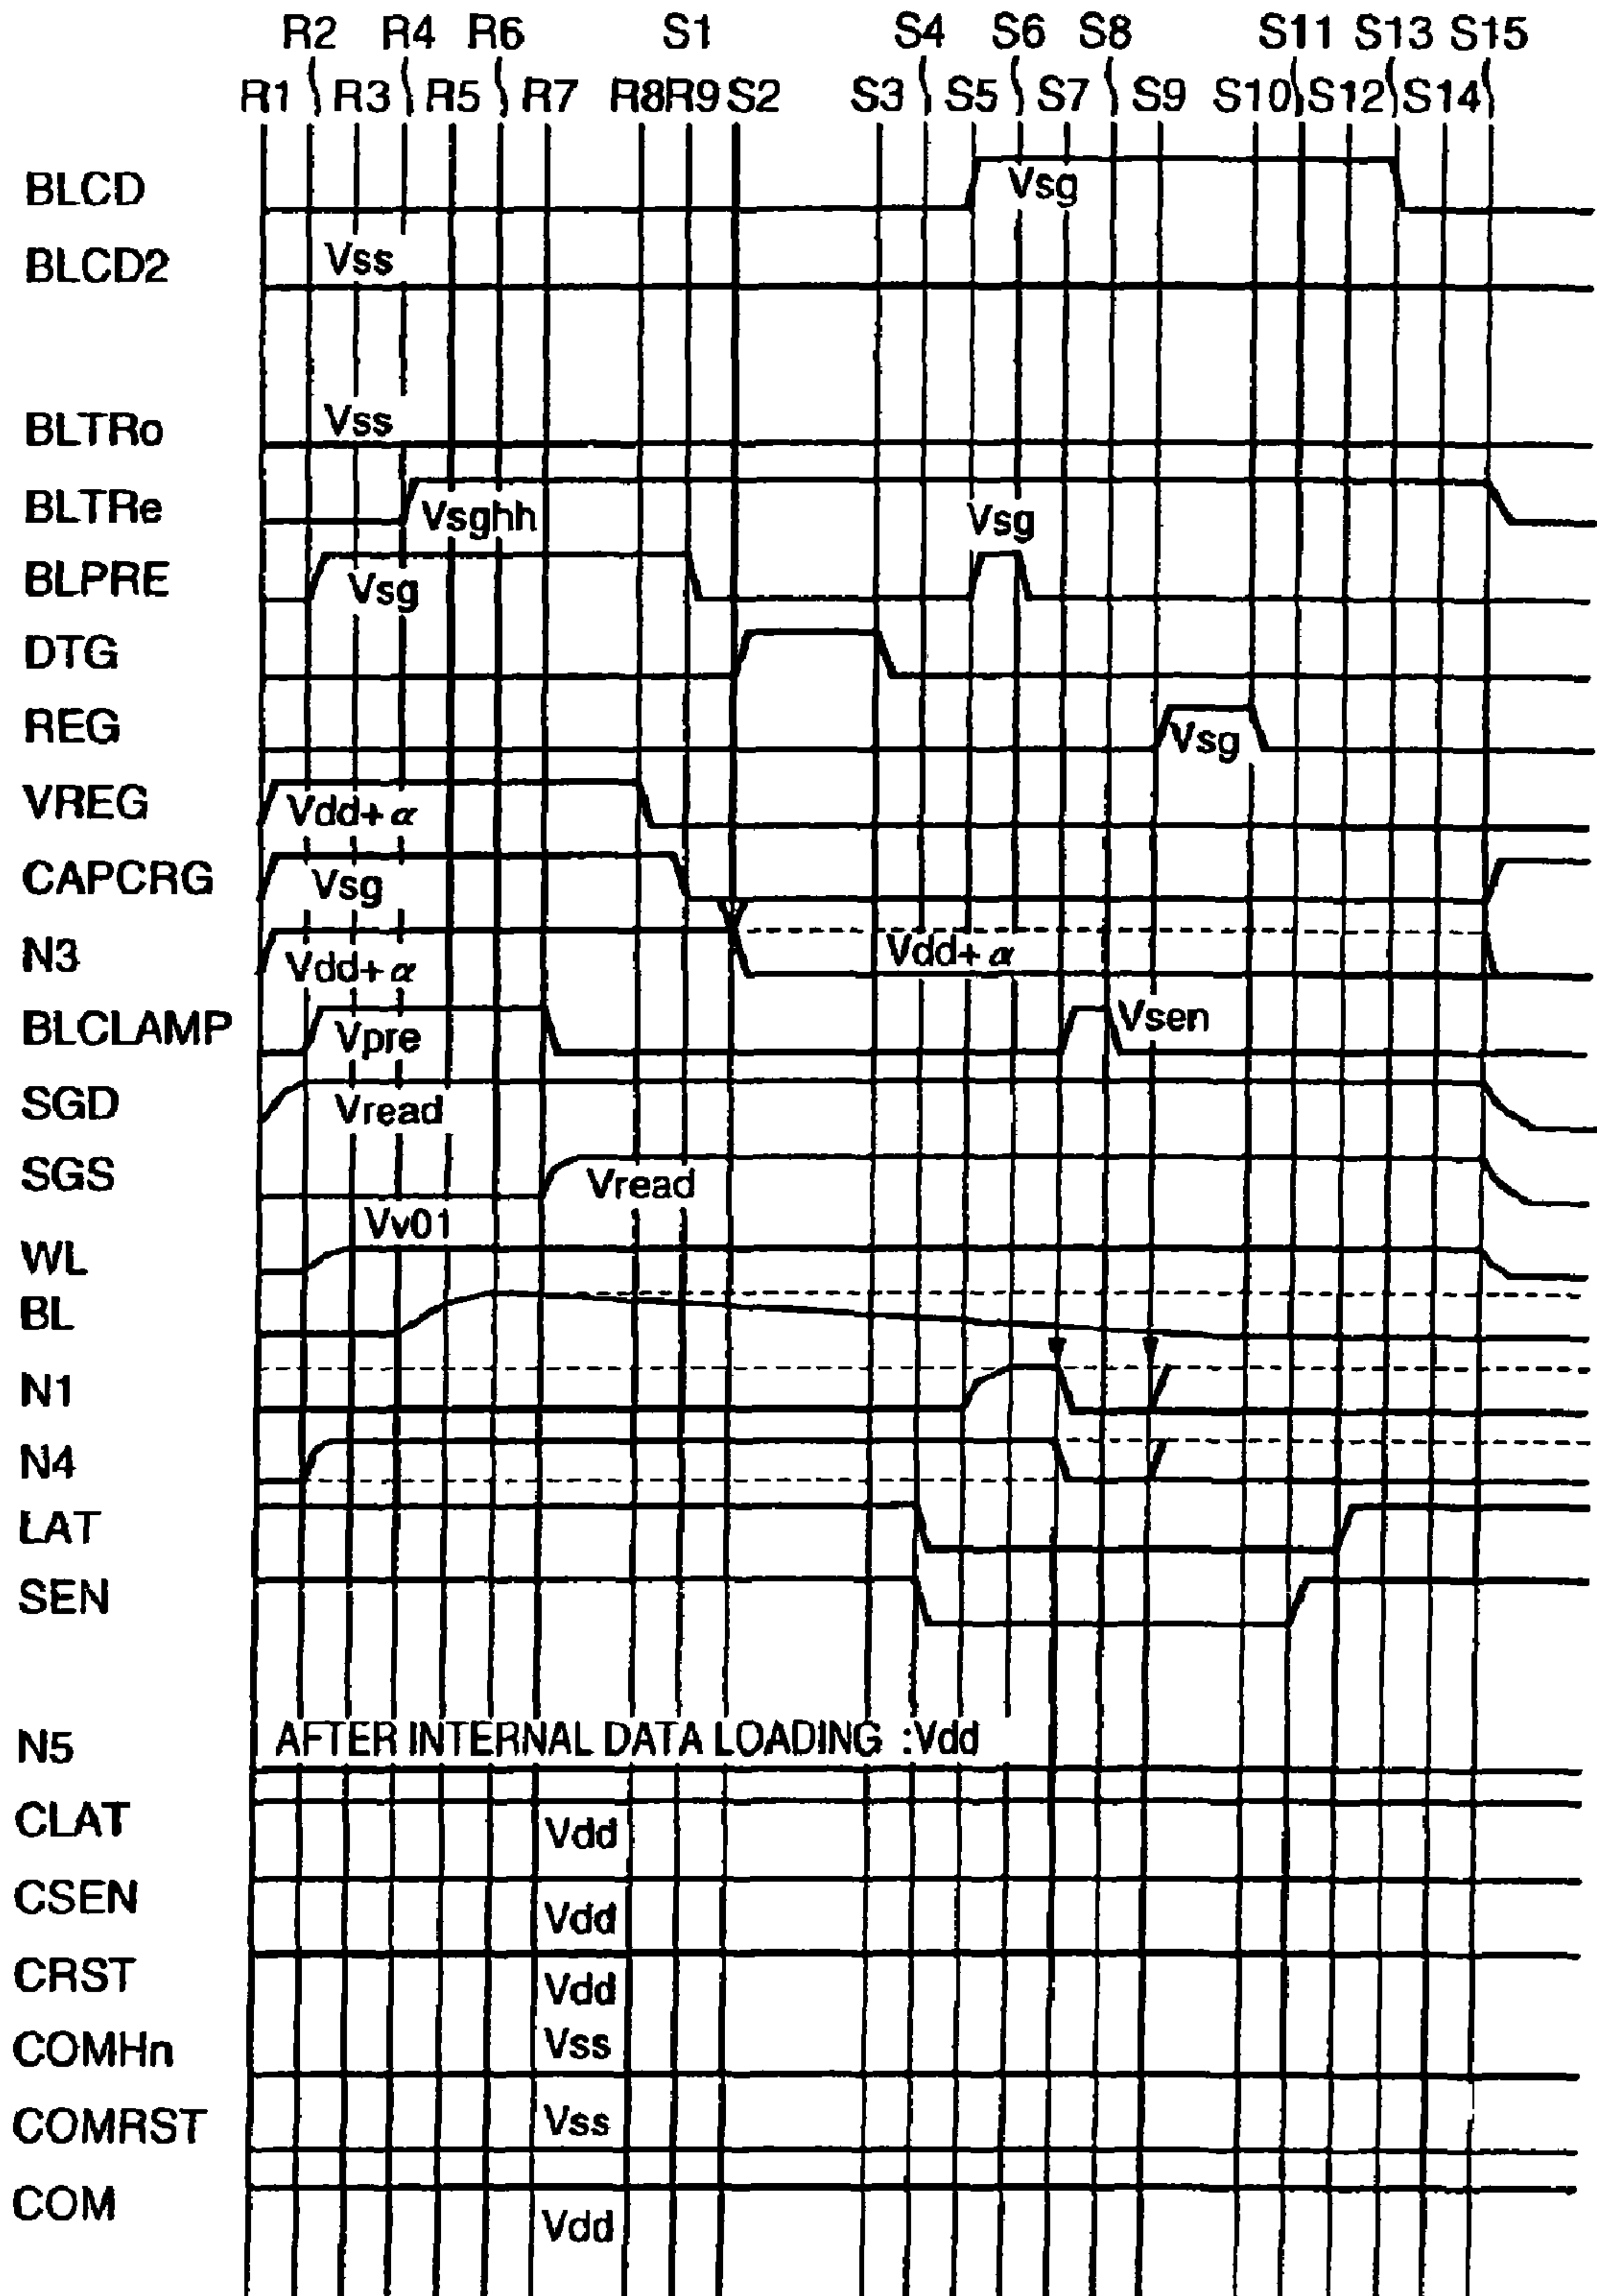 R2 R4 R6 S1 S4 S6 S8 S11 S13 S15
R1 R3 R5 R7 R8 R9 S2 S3 S5 S7 S9 S10 S12 S14
BLCD Vsg
BLCD2 Vss
BLTRo Vss
BLTRe Vsghh
BLPRE Vsg Vsg
DTG
REG Vsg
VREG Vdd+α
CAPCRG Vsg
N3 Vdd+α Vdd+α
BLCLAMP Vpre Vsen
SGD Vread
SGS Vread
WL Vv01
BL
N1
N4
LAT
SEN
N5 AFTER INTERNAL DATA LOADING :Vdd
CLAT Vdd
CSEN Vdd
CRST Vdd
COMHn Vss
COMRST Vss
COM Vdd